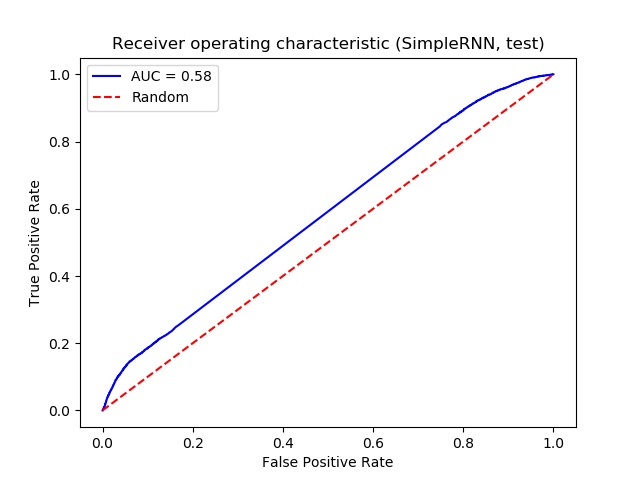 Receiver operating characteristic (SimpleRNN, test)
AUC = 0.58
Random
True Positive Rate
1.0
0.8
0.6
0.4
0.2
0.0
0.0 0.2 0.4 0.6 0.8 1.0
False Positive Rate